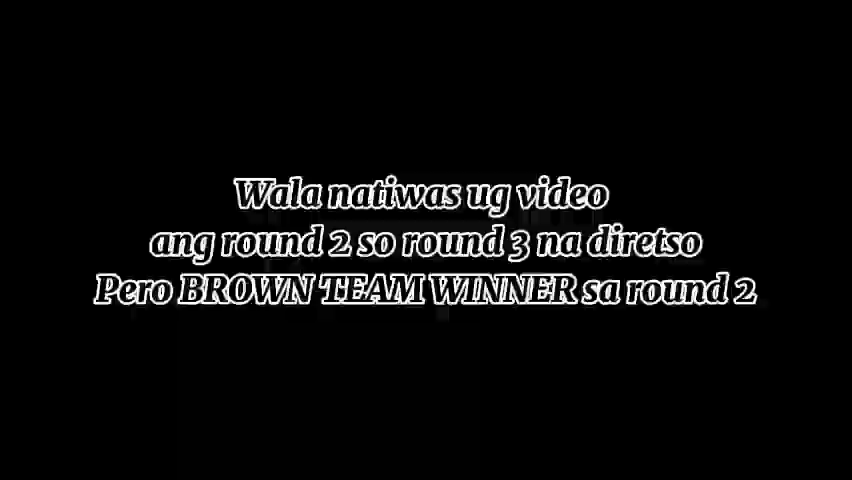 Wala natiwas ug video
ang round 2 so round 3 na diretso
Pero BROWN TEAM WINNER sa round 2